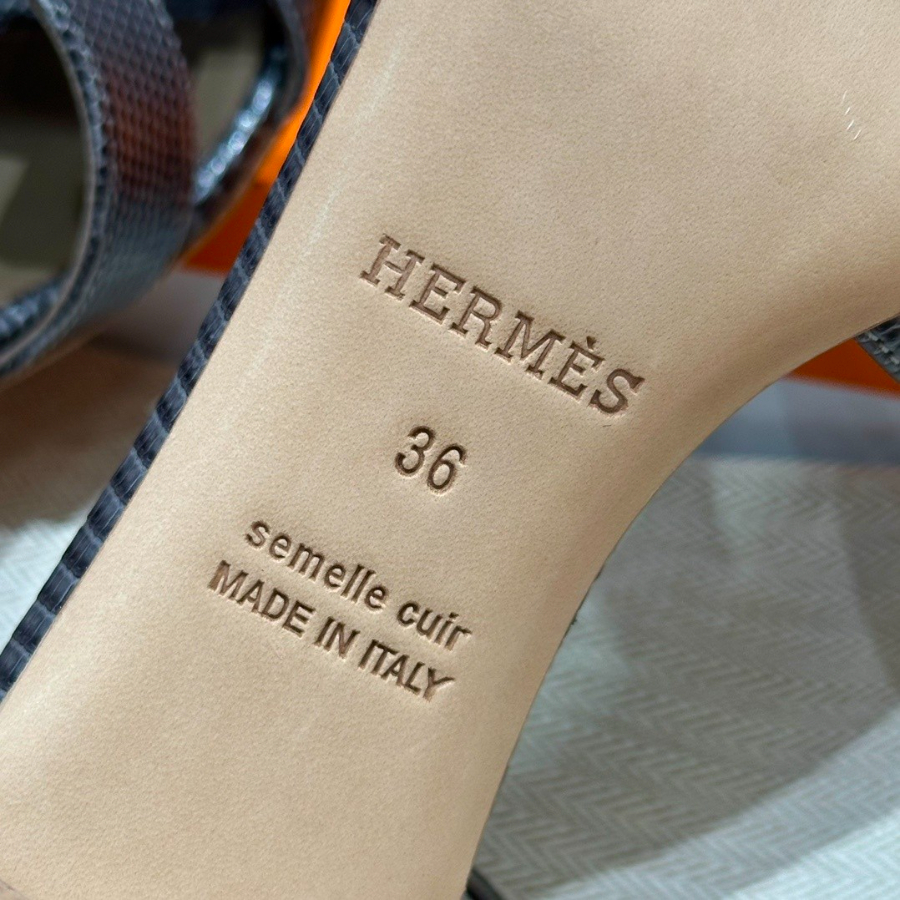 HERMÈS
36
semelle cuir
MADE IN ITALY